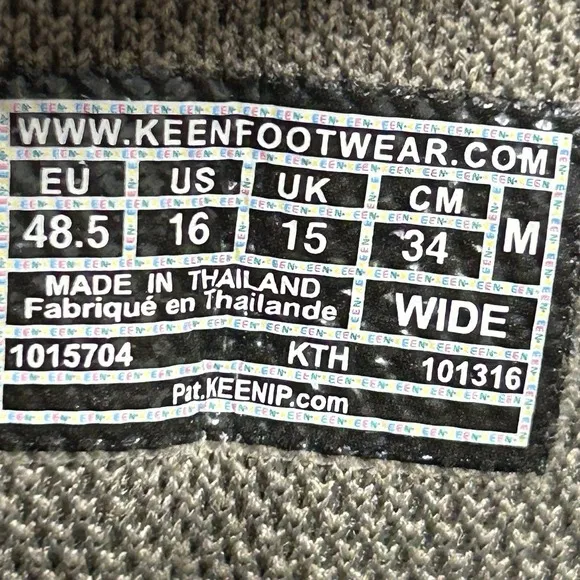 WWW.KEENFOOTWEAR.COM
EU US UK CM M
48.5 16 15 34
MADE IN THAILAND
Fabriqué en Thaïlande
WIDE
1015704 KTH 101316
Pat.KEENIP.com